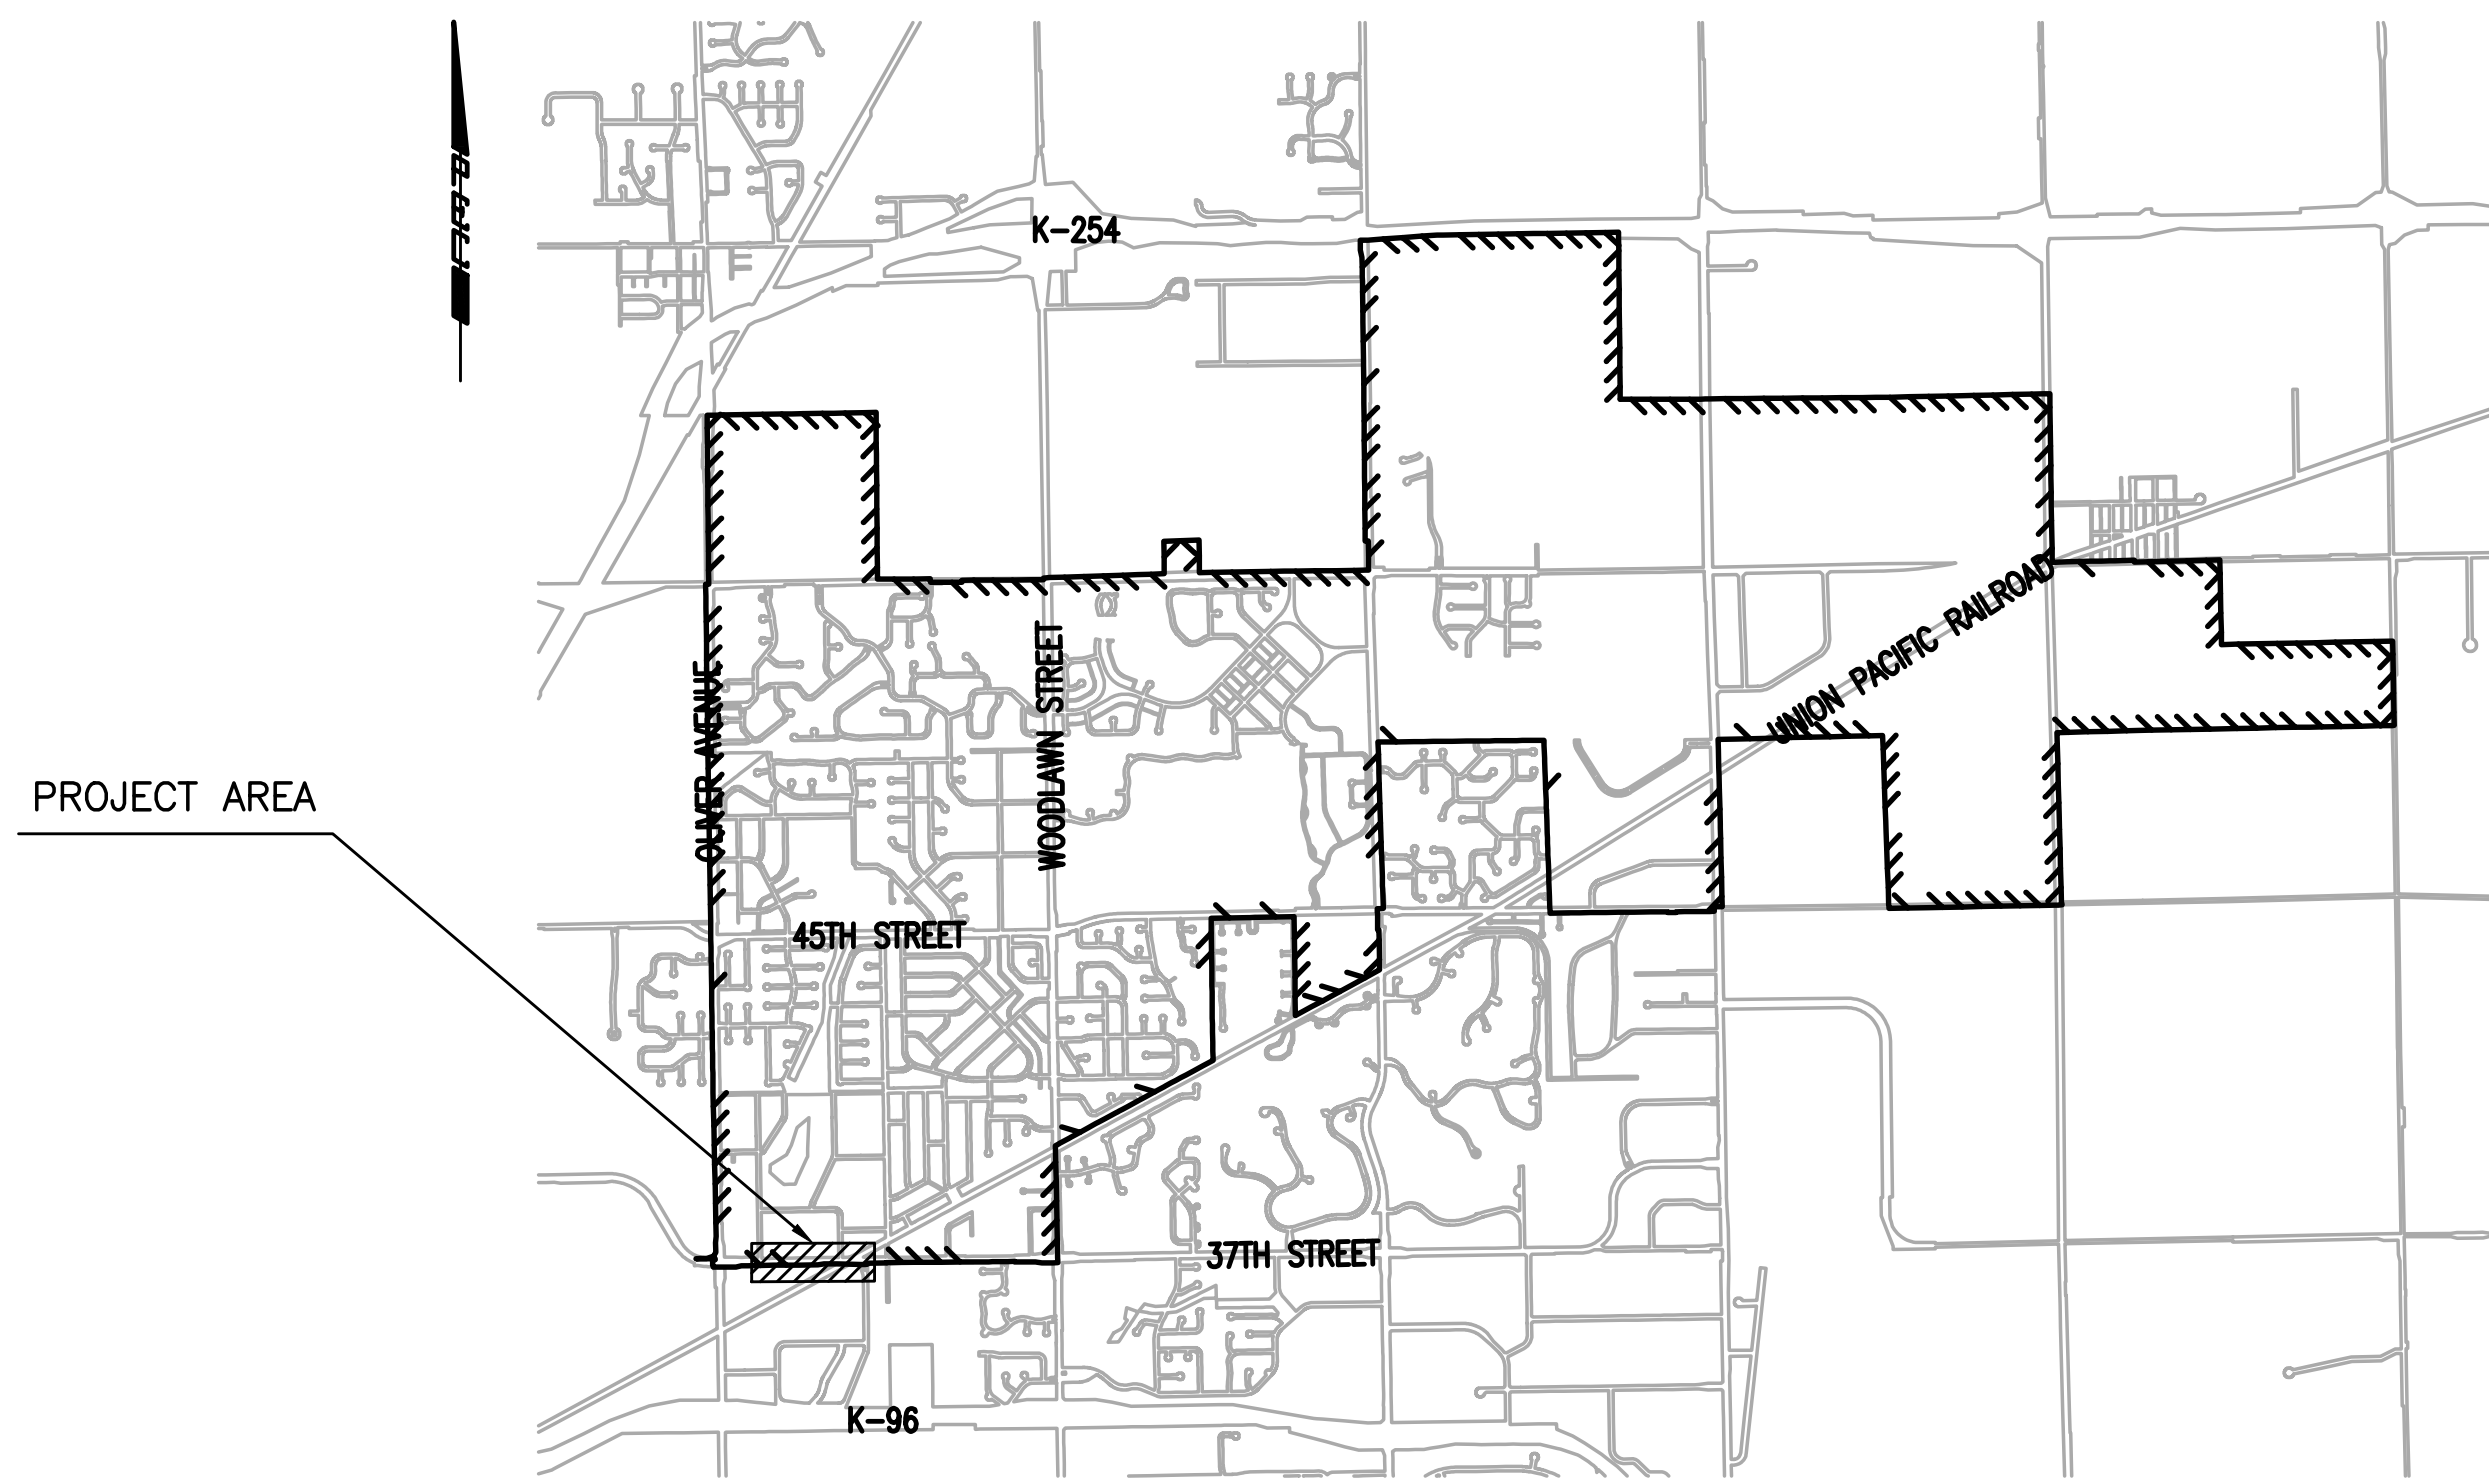 K-254
UNION PACIFIC RAILROAD
OLIVER AVENUE
WOODLAWN STREET
PROJECT AREA
45TH STREET
37TH STREET
K-96